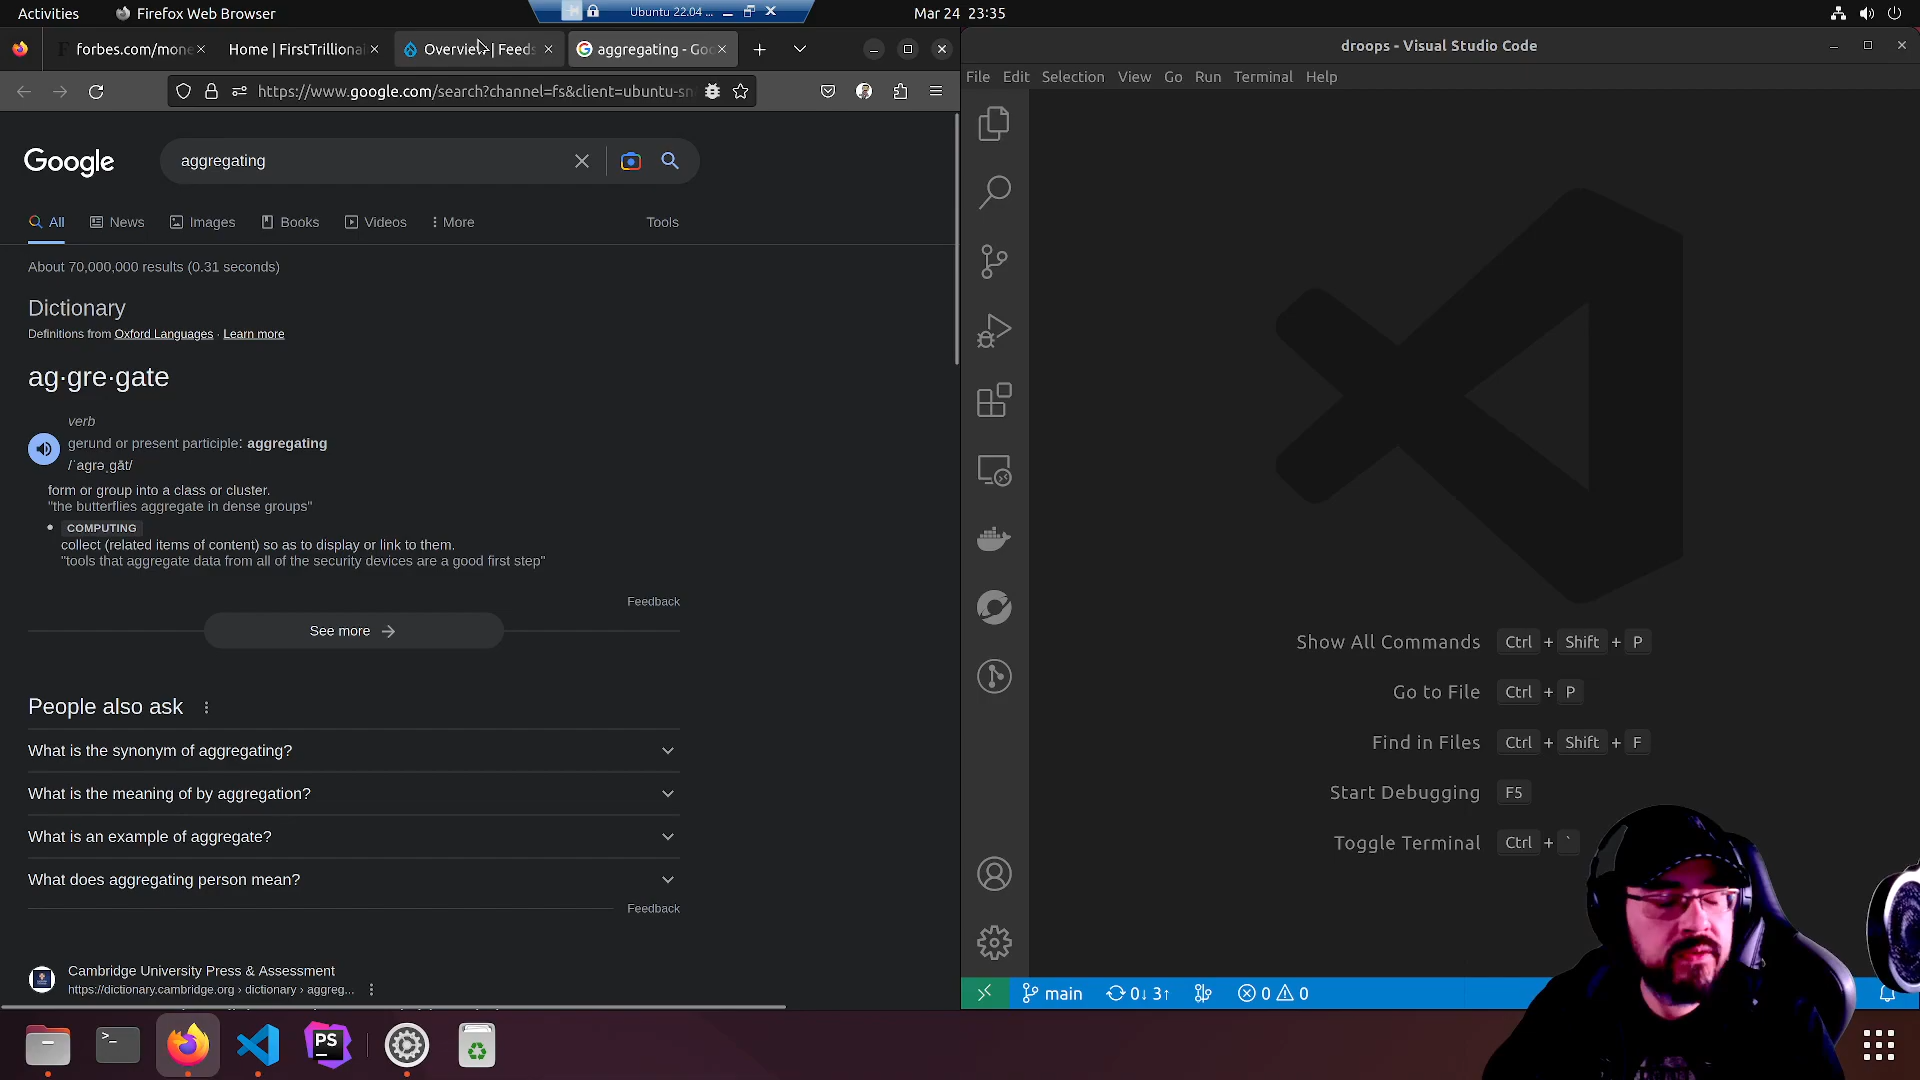 Activities
Firefox Web Browser
Ubuntu 22.04 ...
Mar 24 23:35
forbes.com/mone
Home | FirstTrillionai
Overview | Feeds
aggregating - Goo
droops - Visual Studio Code
File Edit Selection View Go Run Terminal Help
https://www.google.com/search?channel=fs&client=ubuntu-sn
Google
aggregating
All
News
Images
Books
Videos
More
Tools
About 70,000,000 results (0.31 seconds)
Dictionary
Definitions from Oxford Languages · Learn more
ag·gre·gate
verb
gerund or present participle: aggregating
/ˈaɡrəˌɡāt/
form or group into a class or cluster.
"the butterflies aggregate in dense groups"
COMPUTING
collect (related items of content) so as to display or link to them.
"tools that aggregate data from all of the security devices are a good first step"
Feedback
See more
People also ask
What is the synonym of aggregating?
What is the meaning of by aggregation?
What is an example of aggregate?
What does aggregating person mean?
Feedback
Cambridge University Press & Assessment
https://dictionary.cambridge.org › dictionary › aggreg...
Show All Commands Ctrl + Shift + P
Go to File Ctrl + P
Find in Files Ctrl + Shift + F
Start Debugging F5
Toggle Terminal Ctrl + `
main
0↓ 3↑
0
0
PS